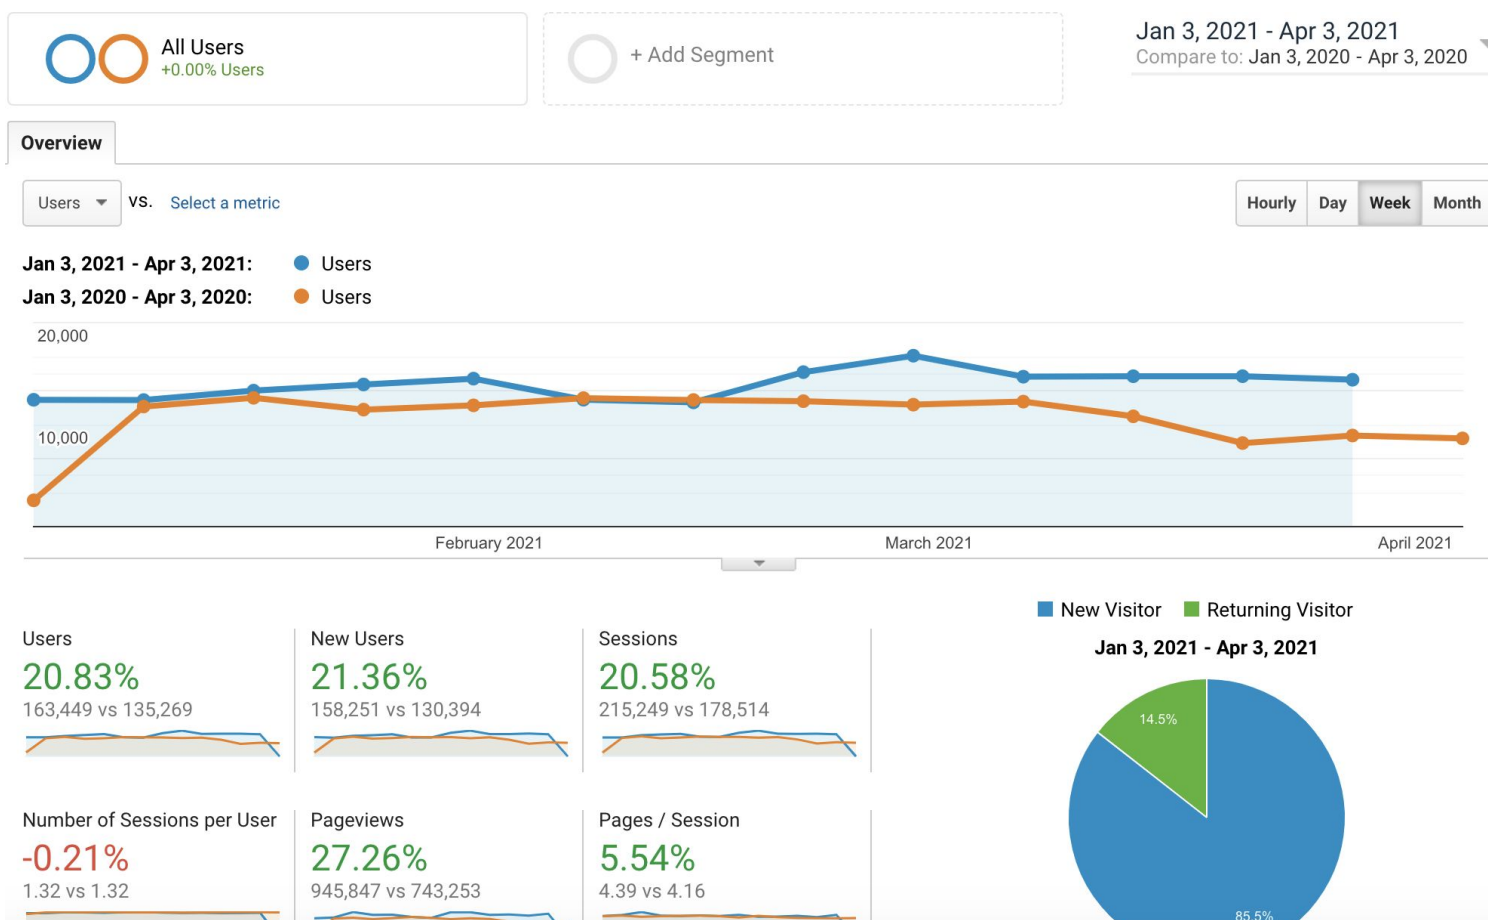 All Users
+0.00% Users
+ Add Segment
Jan 3, 2021 - Apr 3, 2021
Compare to: Jan 3, 2020 - Apr 3, 2020
Overview
Users VS. Select a metric
Hourly Day Week Month
Jan 3, 2021 - Apr 3, 2021: Users
Jan 3, 2020 - Apr 3, 2020: Users
20,000
10,000
February 2021 March 2021 April 2021
New Visitor Returning Visitor
Jan 3, 2021 - Apr 3, 2021
14.5%
85.5%
Users
20.83%
163,449 vs 135,269
New Users
21.36%
158,251 vs 130,394
Sessions
20.58%
215,249 vs 178,514
Number of Sessions per User
-0.21%
1.32 vs 1.32
Pageviews
27.26%
945,847 vs 743,253
Pages / Session
5.54%
4.39 vs 4.16